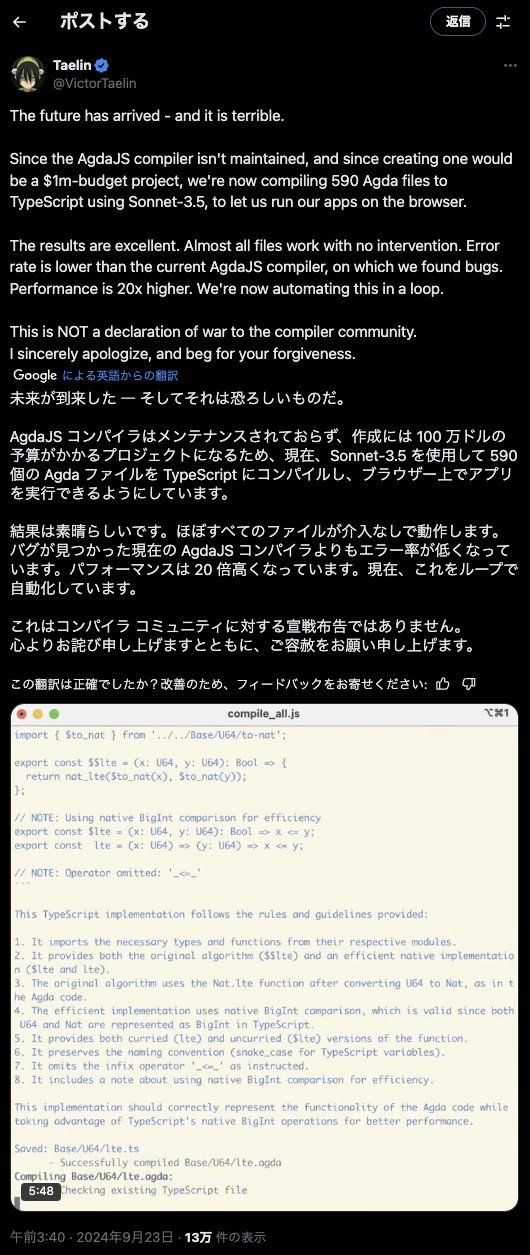 ポストする
返信
Taelin
@VictorTaelin
The future has arrived - and it is terrible.
Since the AgdaJS compiler isn't maintained, and since creating one would
be a $1m-budget project, we're now compiling 590 Agda files to
TypeScript using Sonnet-3.5, to let us run our apps on the browser.
The results are excellent. Almost all files work with no intervention. Error
rate is lower than the current AgdaJS compiler, on which we found bugs.
Performance is 20x higher. We're now automating this in a loop.
This is NOT a declaration of war to the compiler community.
I sincerely apologize, and beg for your forgiveness.
Google による英語からの翻訳
未来が到来した — そしてそれは恐ろしいものだ。
AgdaJS コンパイラはメンテナンスされておらず、作成には 100 万ドルの
予算がかかるプロジェクトになるため、現在、Sonnet-3.5 を使用して 590
個の Agda ファイルを TypeScript にコンパイルし、ブラウザー上でアプリ
を実行できるようにしています。
結果は素晴らしいです。ほぼすべてのファイルが介入なしで動作します。
バグが見つかった現在の AgdaJS コンパイラよりもエラー率が低くなって
います。パフォーマンスは 20 倍高くなっています。現在、これをループで
自動化しています。
これはコンパイラ コミュニティに対する宣戦布告ではありません。
心よりお詫び申し上げますとともに、ご容赦をお願い申し上げます。
この翻訳は正確でしたか？改善のため、フィードバックをお寄せください:
compile_all.js
⌥⌘1
import { $to_nat } from '../../Base/U64/to-nat';
export const $$lte = (x: U64, y: U64): Bool => {
return nat_lte($to_nat(x), $to_nat(y));
};
// NOTE: Using native BigInt comparison for efficiency
export const $lte = (x: U64, y: U64): Bool => x <= y;
export const  lte = (x: U64) => (y: U64) => x <= y;
// NOTE: Operator omitted: '_<=_'
```
This TypeScript implementation follows the rules and guidelines provided:
1. It imports the necessary types and functions from their respective modules.
2. It provides both the original algorithm ($$lte) and an efficient native implementatio
n ($lte and lte).
3. The original algorithm uses the Nat.lte function after converting U64 to Nat, as in t
he Agda code.
4. The efficient implementation uses native BigInt comparison, which is valid since both
U64 and Nat are represented as BigInt in TypeScript.
5. It provides both curried (lte) and uncurried ($lte) versions of the function.
6. It preserves the naming convention (snake_case for TypeScript variables).
7. It omits the infix operator '_<=_' as instructed.
8. It includes a note about using native BigInt comparison for efficiency.
This implementation should correctly represent the functionality of the Agda code while
taking advantage of TypeScript's native BigInt operations for better performance.
Saved: Base/U64/lte.ts
- Successfully compiled Base/U64/lte.agda
Compiling Base/U64/lte.agda:
5:48
Checking existing TypeScript file
午前3:40 · 2024年9月23日 · 13万 件の表示